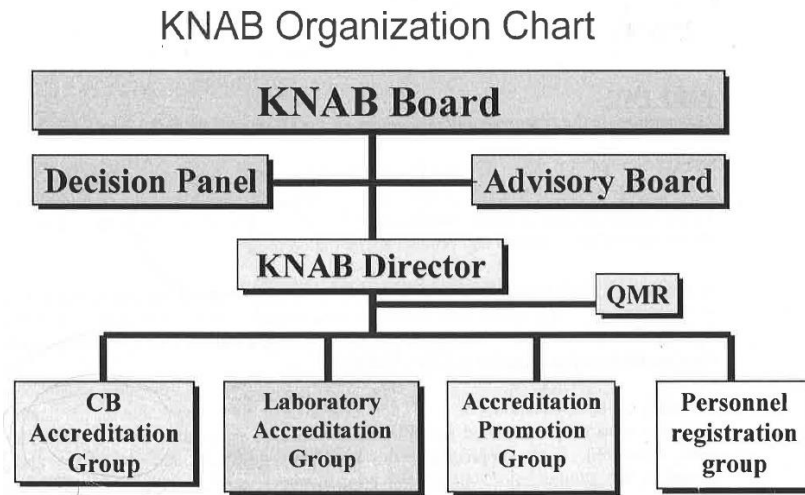 KNAB Organization Chart
KNAB Board
Decision Panel
Advisory Board
KNAB Director
QMR
CB
Accreditation
Group
Laboratory
Accreditation
Group
Accreditation
Promotion
Group
Personnel
registration
group